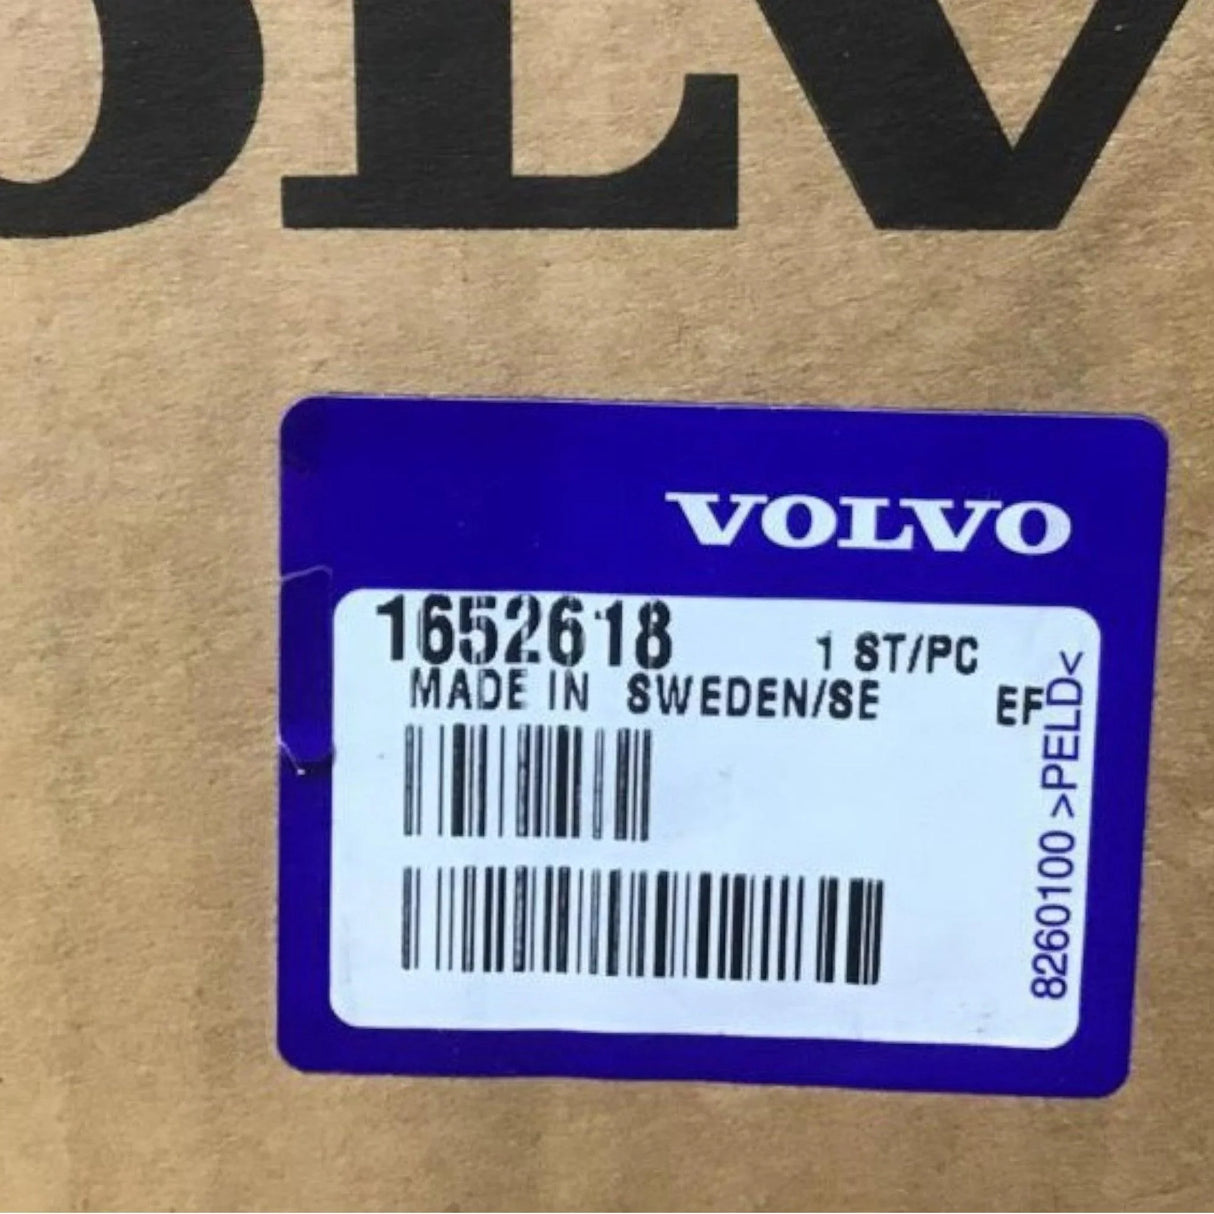 OLV
VOLVO
1652618 1 ST/PC
MADE IN SWEDEN/SE EF
8260100 >PELD<